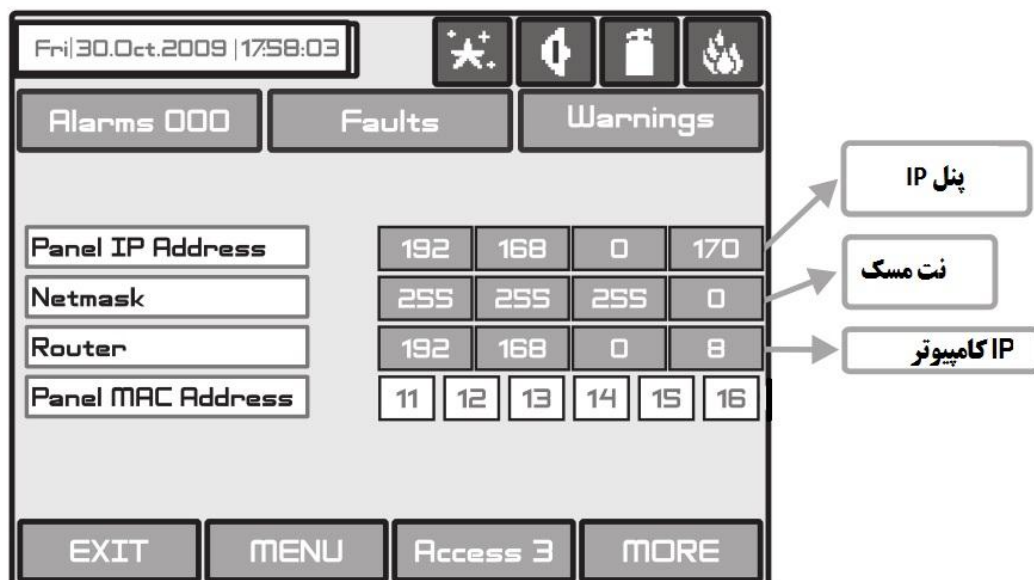 Fri|30.Oct.2009 |17:58:03
Alarms 000
Faults
Warnings
Panel IP Address 192 168 0 170
پنل IP
Netmask 255 255 255 0
نت مسک
Router 192 168 0 8
IP کامپیوتر
Panel MAC Address 11 12 13 14 15 16
EXIT MENU Access 3 MORE